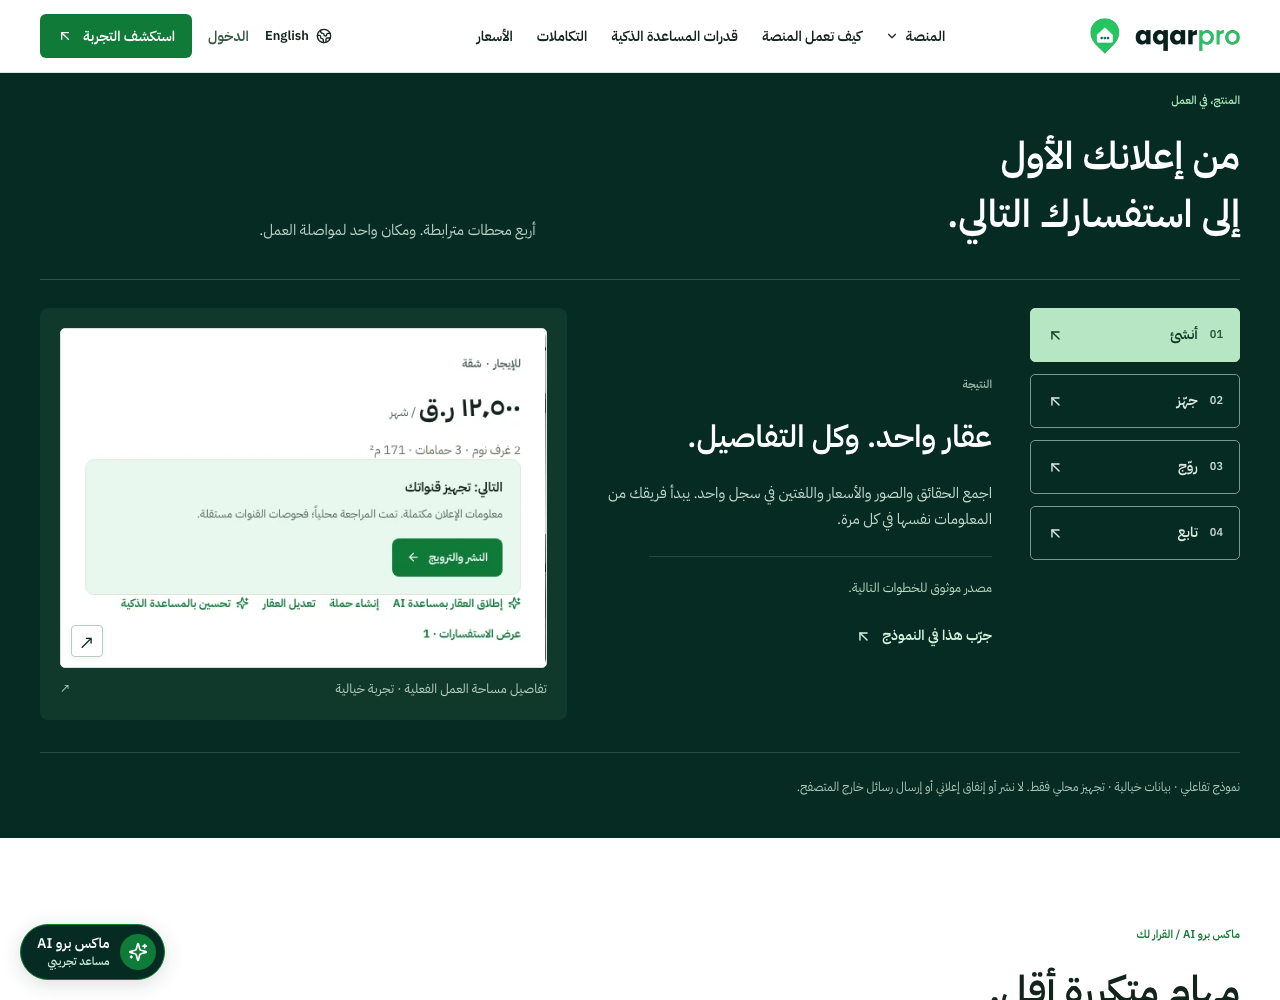 aqarpro
المنصة
كيف تعمل المنصة
قدرات المساعدة الذكية
التكاملات
الأسعار
English
الدخول
استكشف التجربة
المنتج، في العمل
من إعلانك الأول
إلى استفسارك التالي.
أربع محطات مترابطة. ومكان واحد لمواصلة العمل.
01 أنشئ
02 جهّز
03 روّج
04 تابع
النتيجة
عقار واحد. وكل التفاصيل.
اجمع الحقائق والصور والأسعار واللغتين في سجل واحد. يبدأ فريقك من
المعلومات نفسها في كل مرة.
مصدر موثوق للخطوات التالية.
جرّب هذا في النموذج
للإيجار · شقة
١٢٬٥٠٠ ر.ق / شهر
2 غرف نوم · 3 حمامات · 171 م²
التالي: تجهيز قنواتك
معلومات الإعلان مكتملة. تمت المراجعة محلياً؛ فحوصات القنوات مستقلة.
النشر والترويج ←
إطلاق العقار بمساعدة AI
إنشاء حملة
تعديل العقار
تحسين بالمساعدة الذكية
عرض الاستفسارات · 1
تفاصيل مساحة العمل الفعلية · تجربة خيالية ↗
نموذج تفاعلي · بيانات خيالية · تجهيز محلي فقط. لا نشر أو إنفاق إعلاني أو إرسال رسائل خارج المتصفح.
ماكس برو AI / القرار لك
مهام متكررة أقل.
ماكس برو AI
مساعد تجريبي